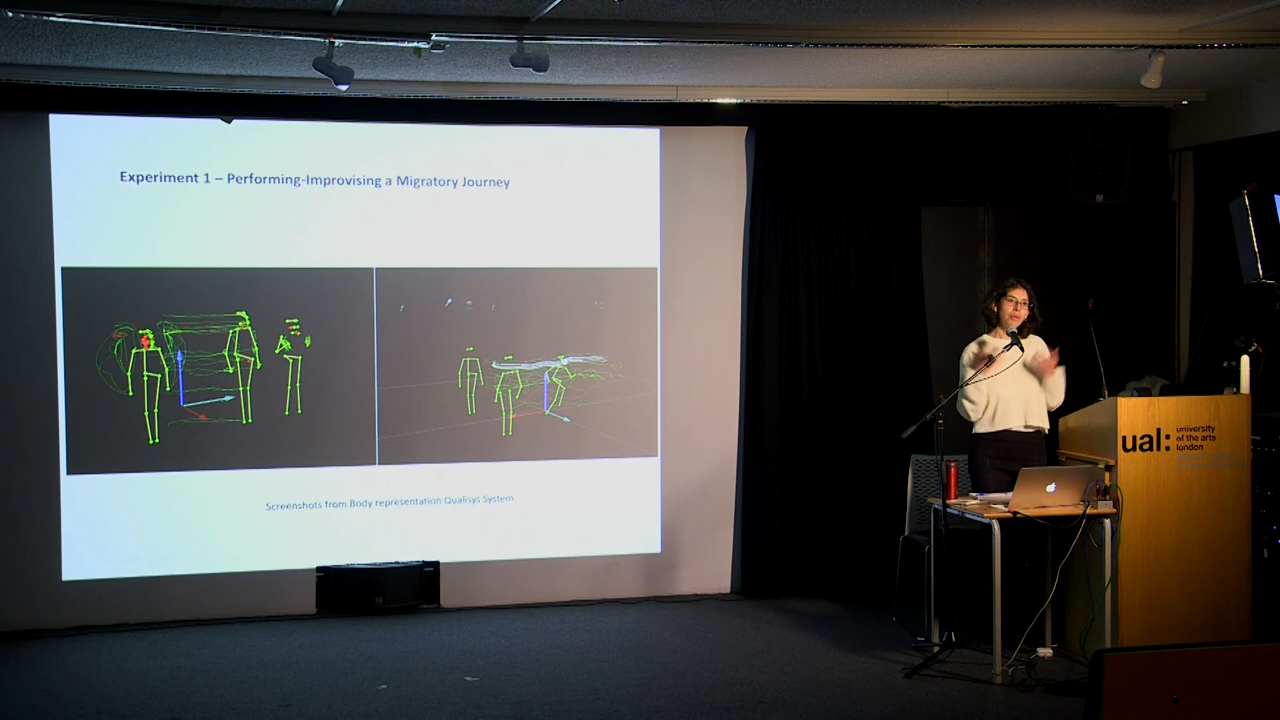 Experiment 1 – Performing-Improvising a Migratory Journey
Screenshots from Body representation Qualisys System
ual:
university
of the arts
london